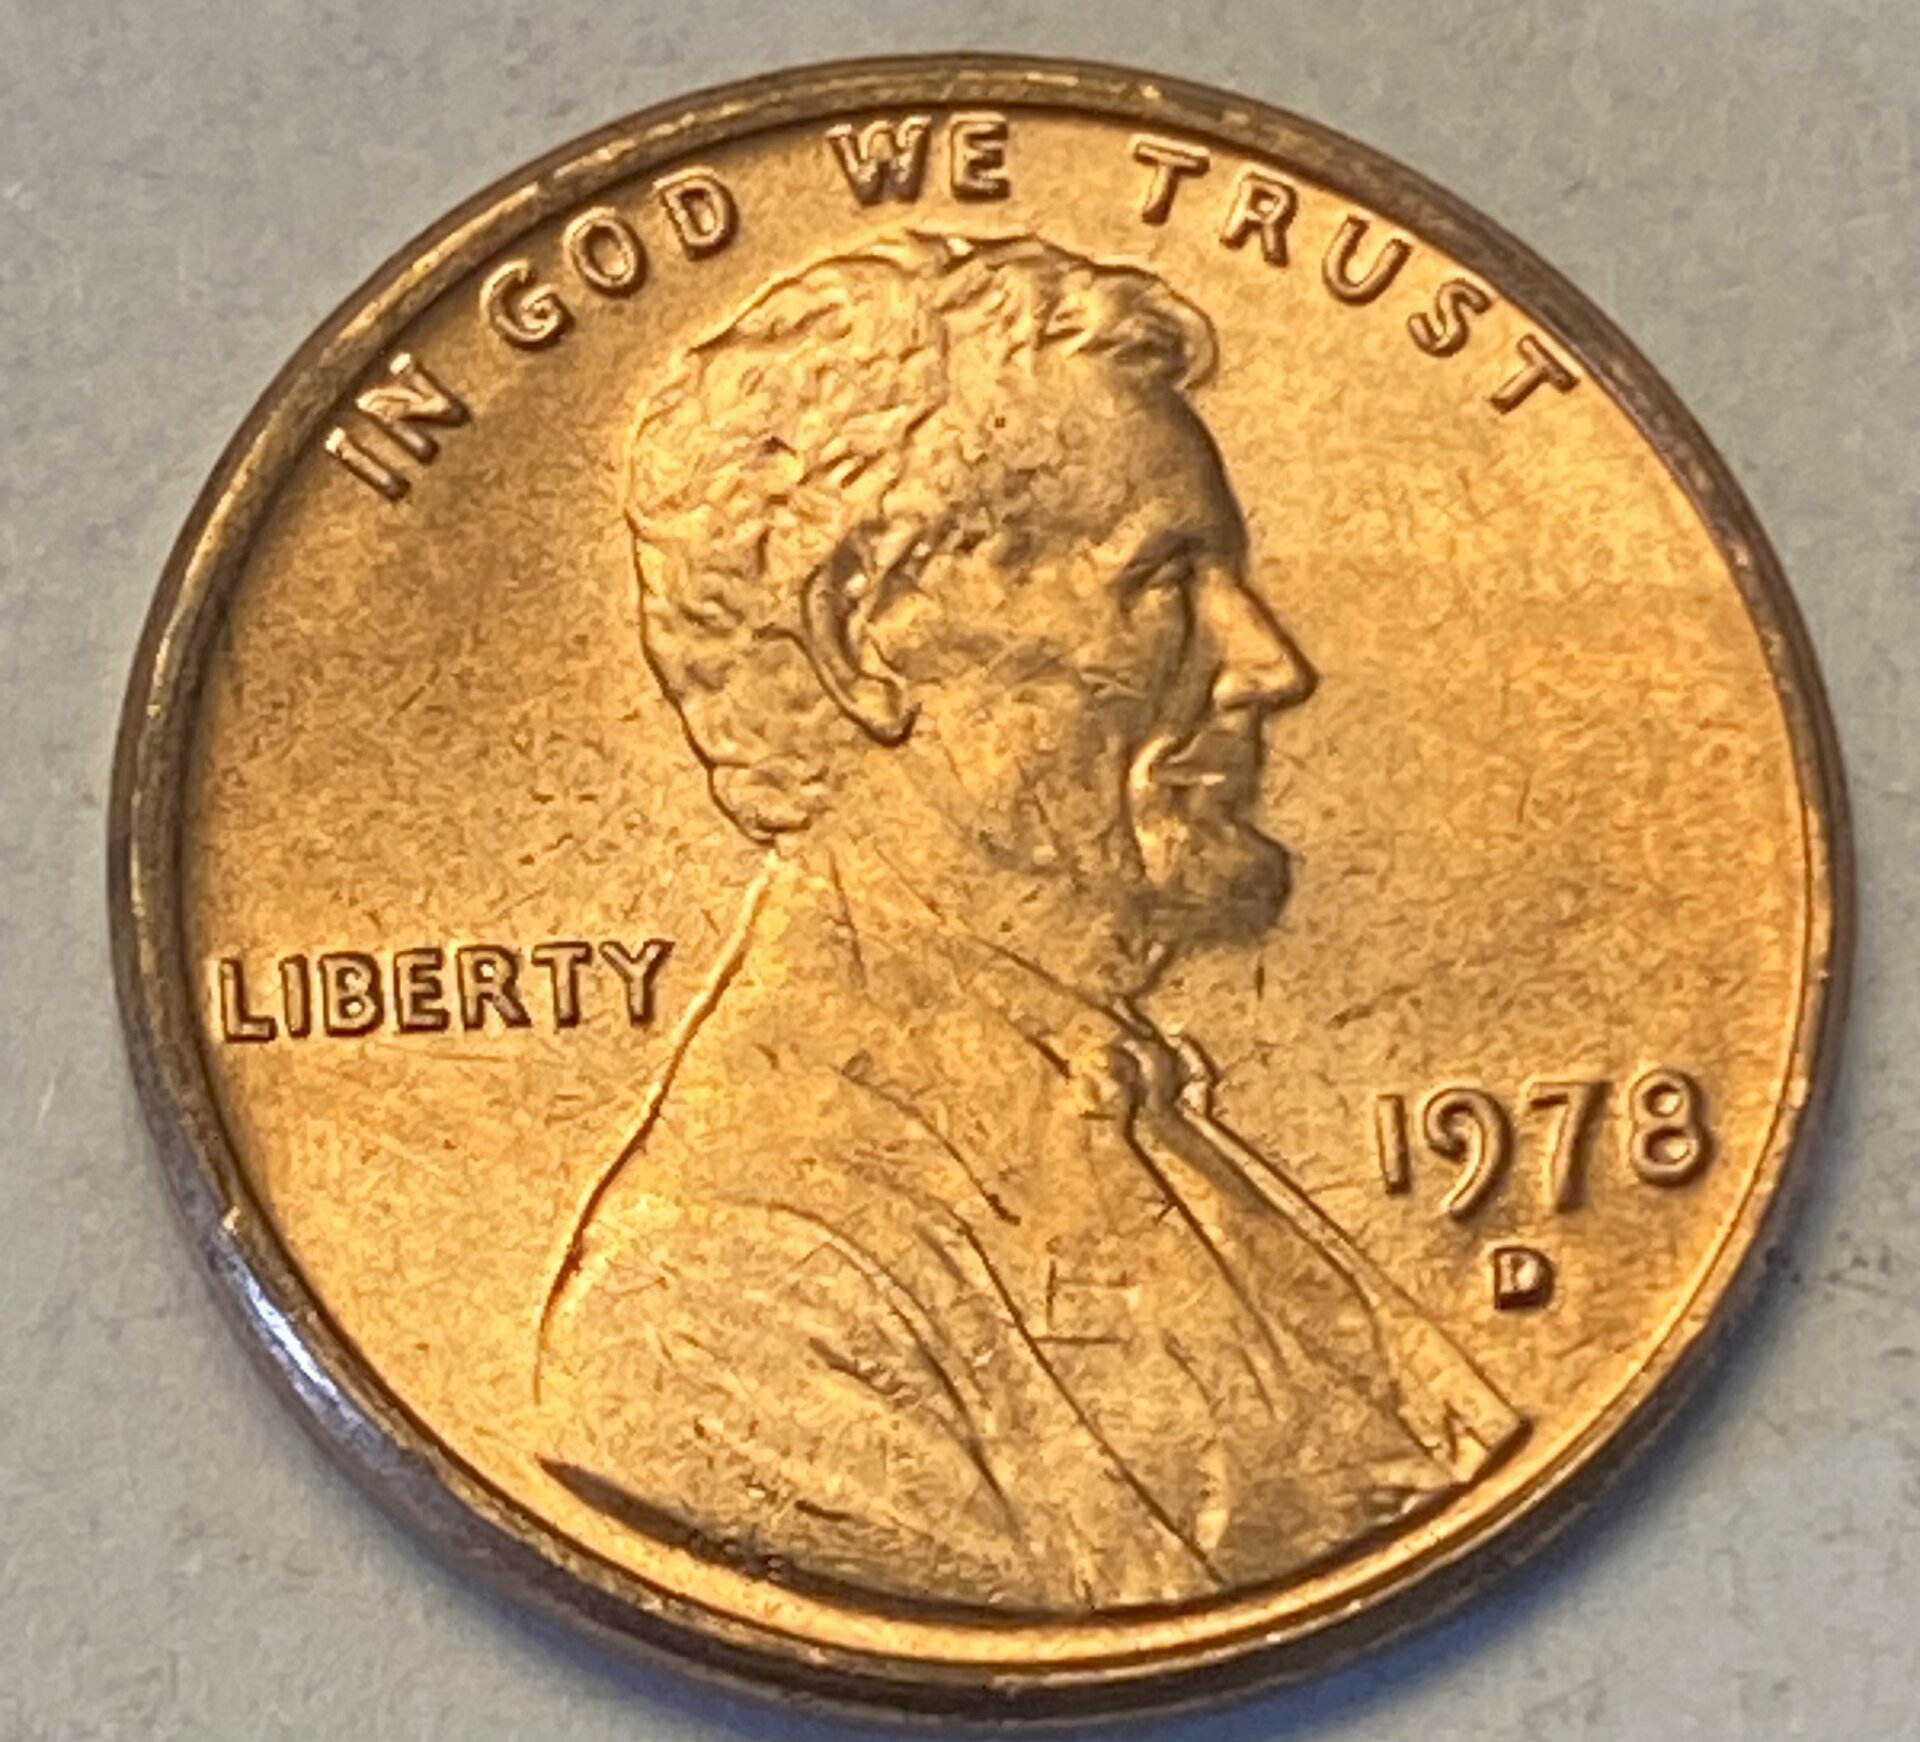 IN GOD WE TRUST
LIBERTY
1978
D